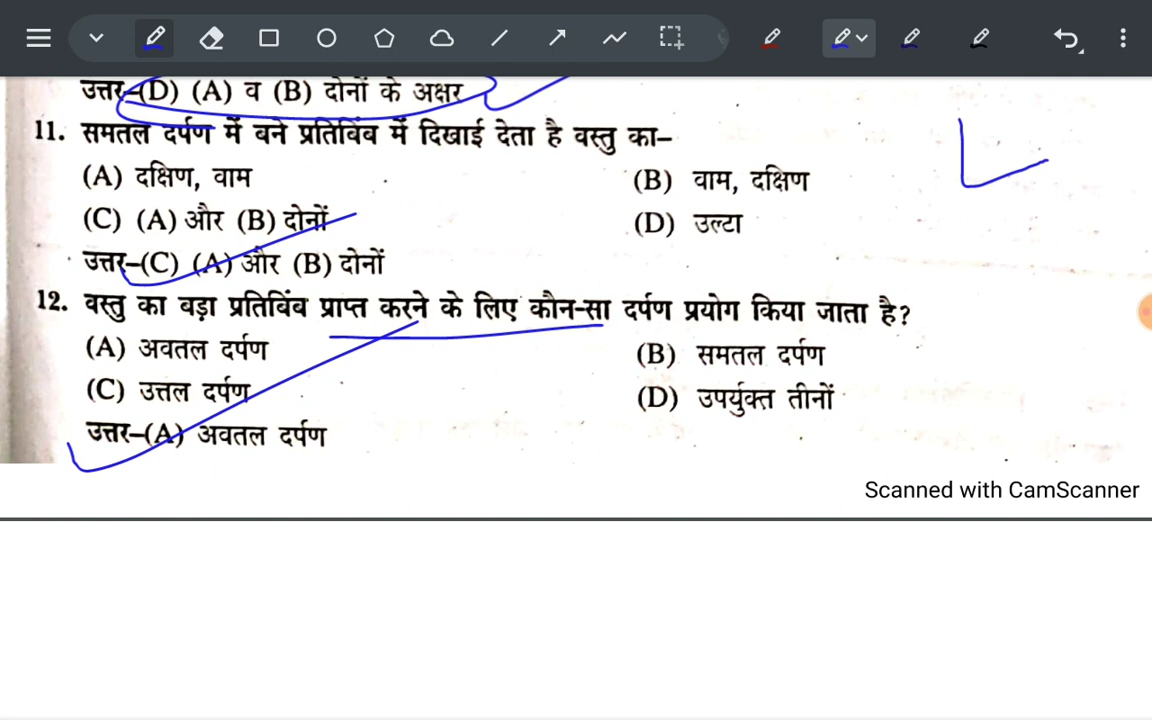 उत्तर–(D) (A) व (B) दोनों के अक्षर
11. समतल दर्पण में बने प्रतिबिंब में दिखाई देता है वस्तु का–
(A) दक्षिण, वाम (B) वाम, दक्षिण
(C) (A) और (B) दोनों (D) उल्टा
उत्तर–(C) (A) और (B) दोनों
12. वस्तु का बड़ा प्रतिबिंब प्राप्त करने के लिए कौन-सा दर्पण प्रयोग किया जाता है?
(A) अवतल दर्पण (B) समतल दर्पण
(C) उत्तल दर्पण (D) उपर्युक्त तीनों
उत्तर–(A) अवतल दर्पण
Scanned with CamScanner